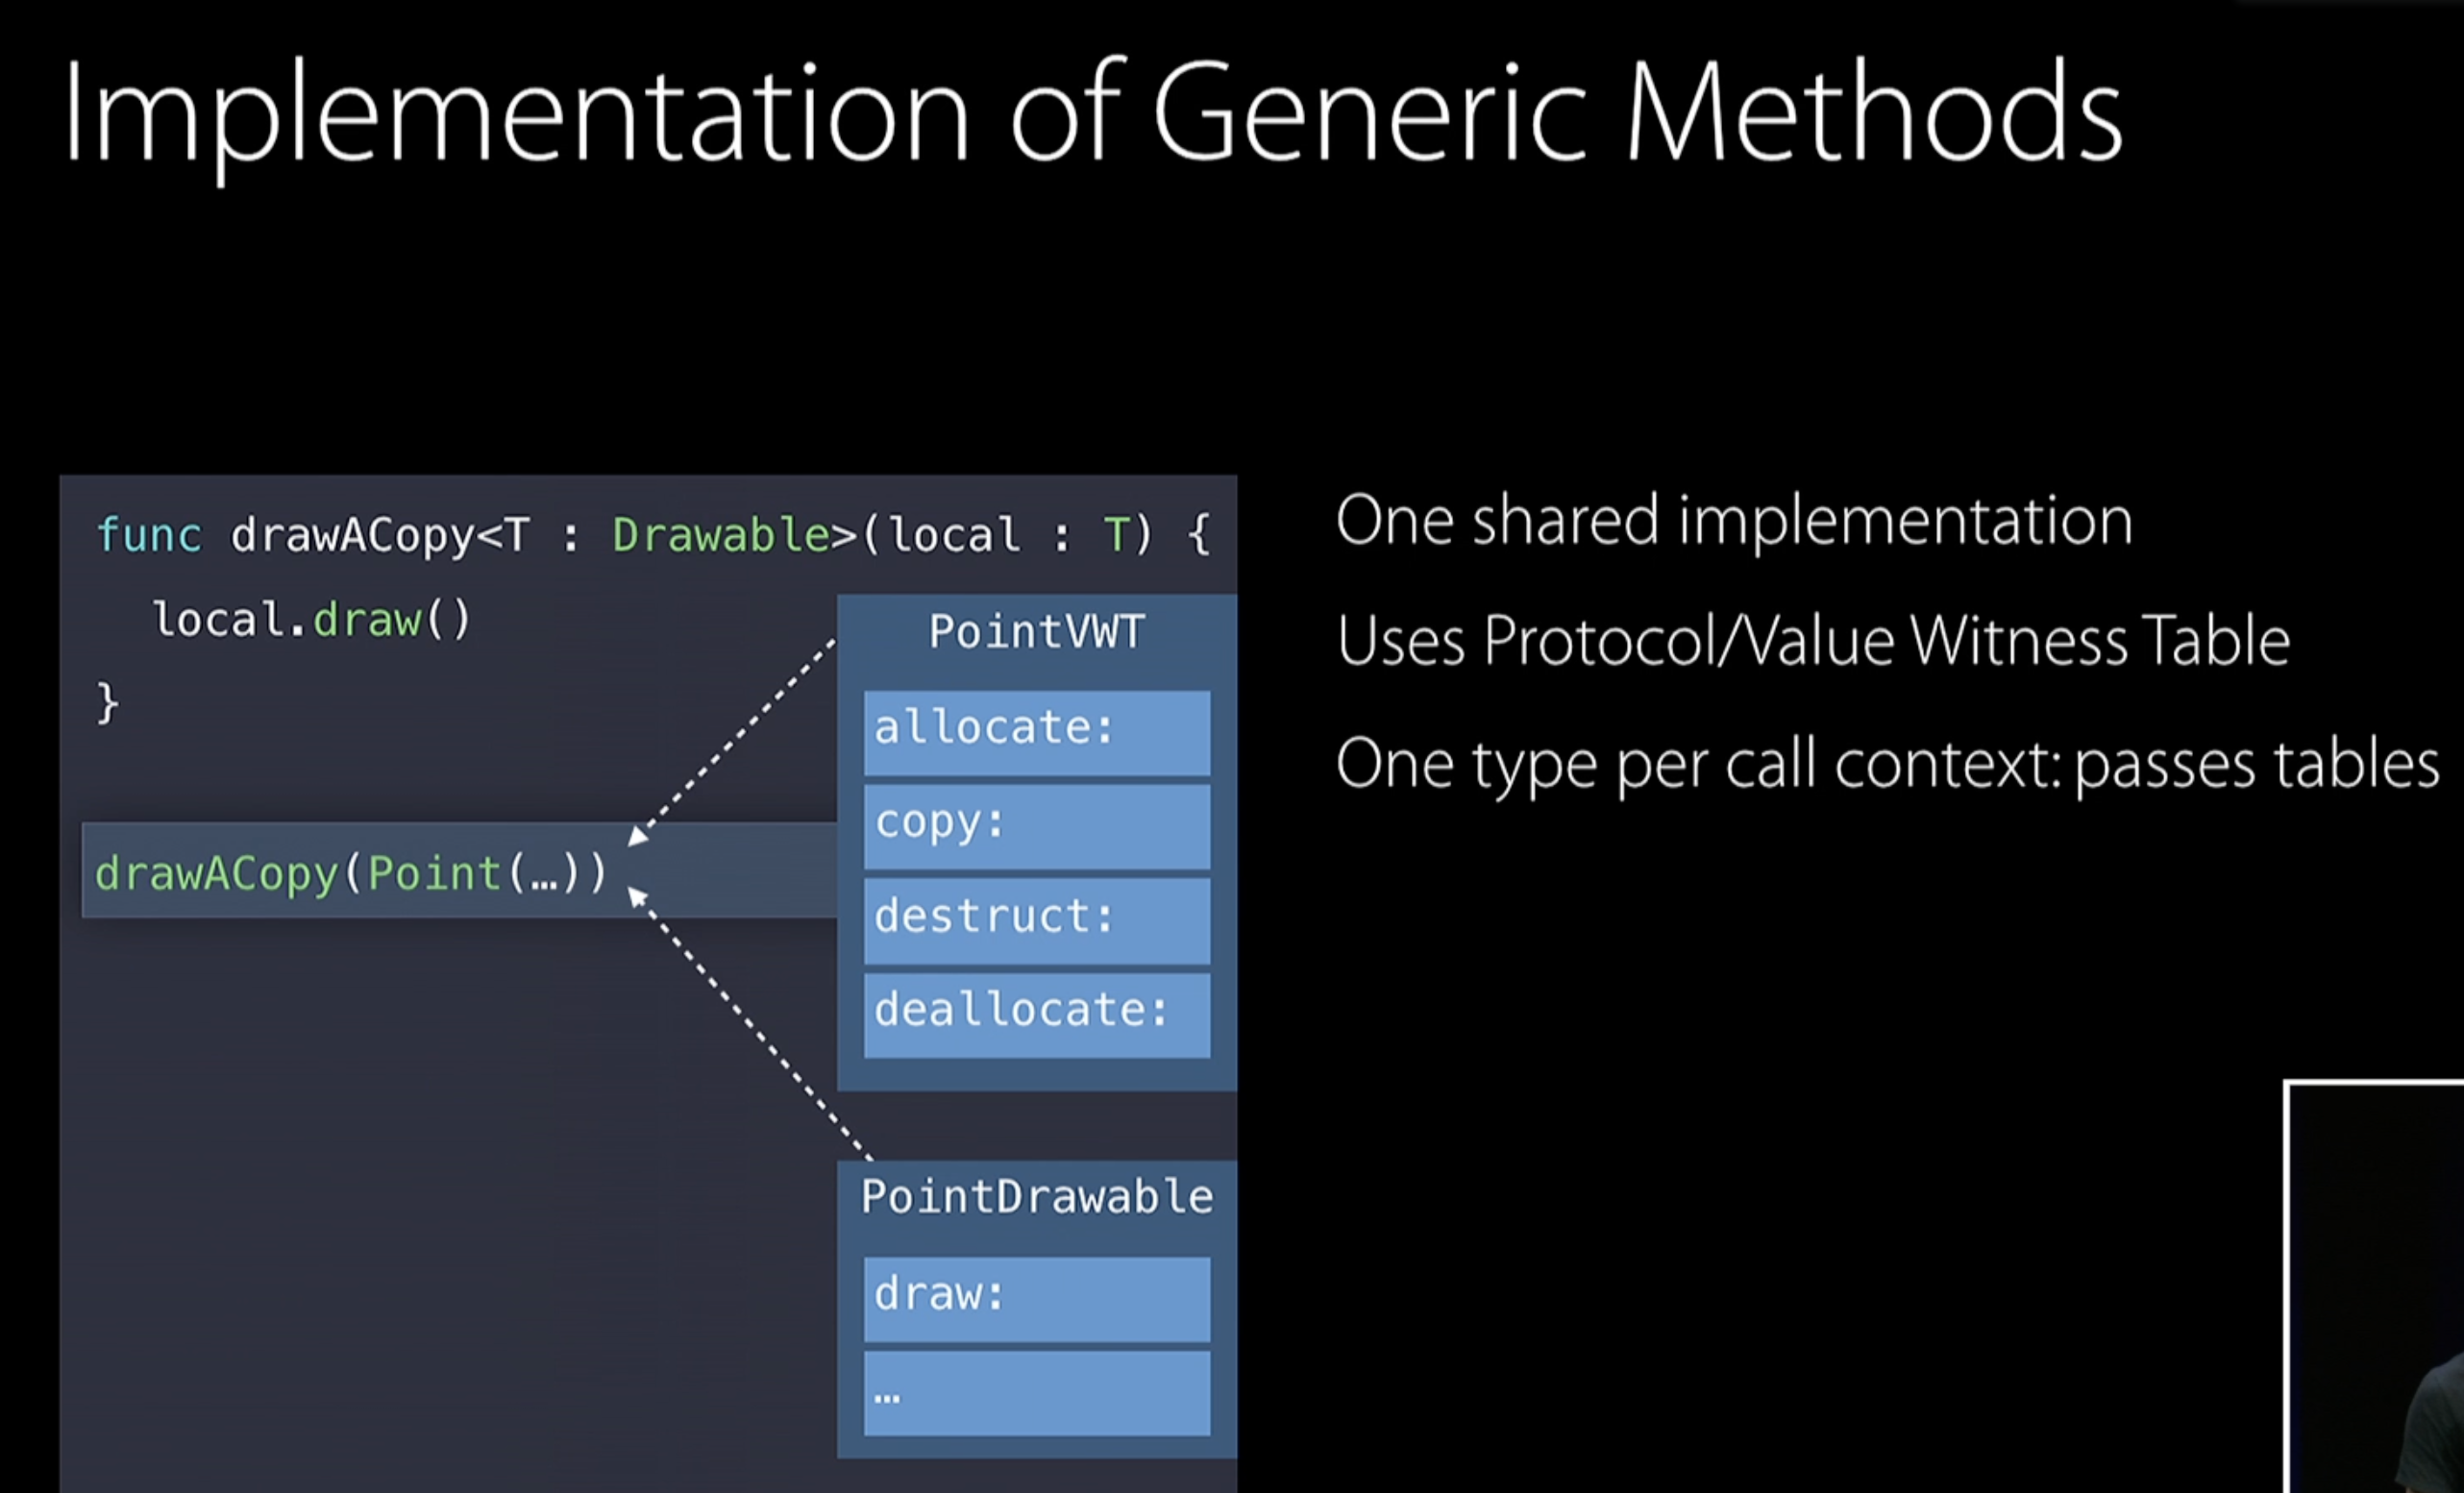 Implementation of Generic Methods
func drawACopy<T : Drawable>(local : T) {
local.draw()
}
drawACopy(Point(…))
PointVWT
allocate:
copy:
destruct:
deallocate:
PointDrawable
draw:
…
One shared implementation
Uses Protocol/Value Witness Table
One type per call context: passes tables